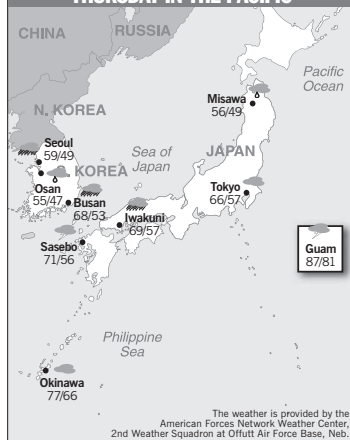 THURSDAY IN THE PACIFIC
CHINA
RUSSIA
Pacific
Ocean
N. KOREA
Misawa
56/49
Seoul
59/49
Sea of
Japan
JAPAN
KOREA
Osan
55/47
Busan
68/53
Tokyo
66/57
Iwakuni
69/57
Sasebo
71/56
Guam
87/81
Philippine
Sea
Okinawa
77/66
The weather is provided by the
American Forces Network Weather Center,
2nd Weather Squadron at Offutt Air Force Base, Neb.